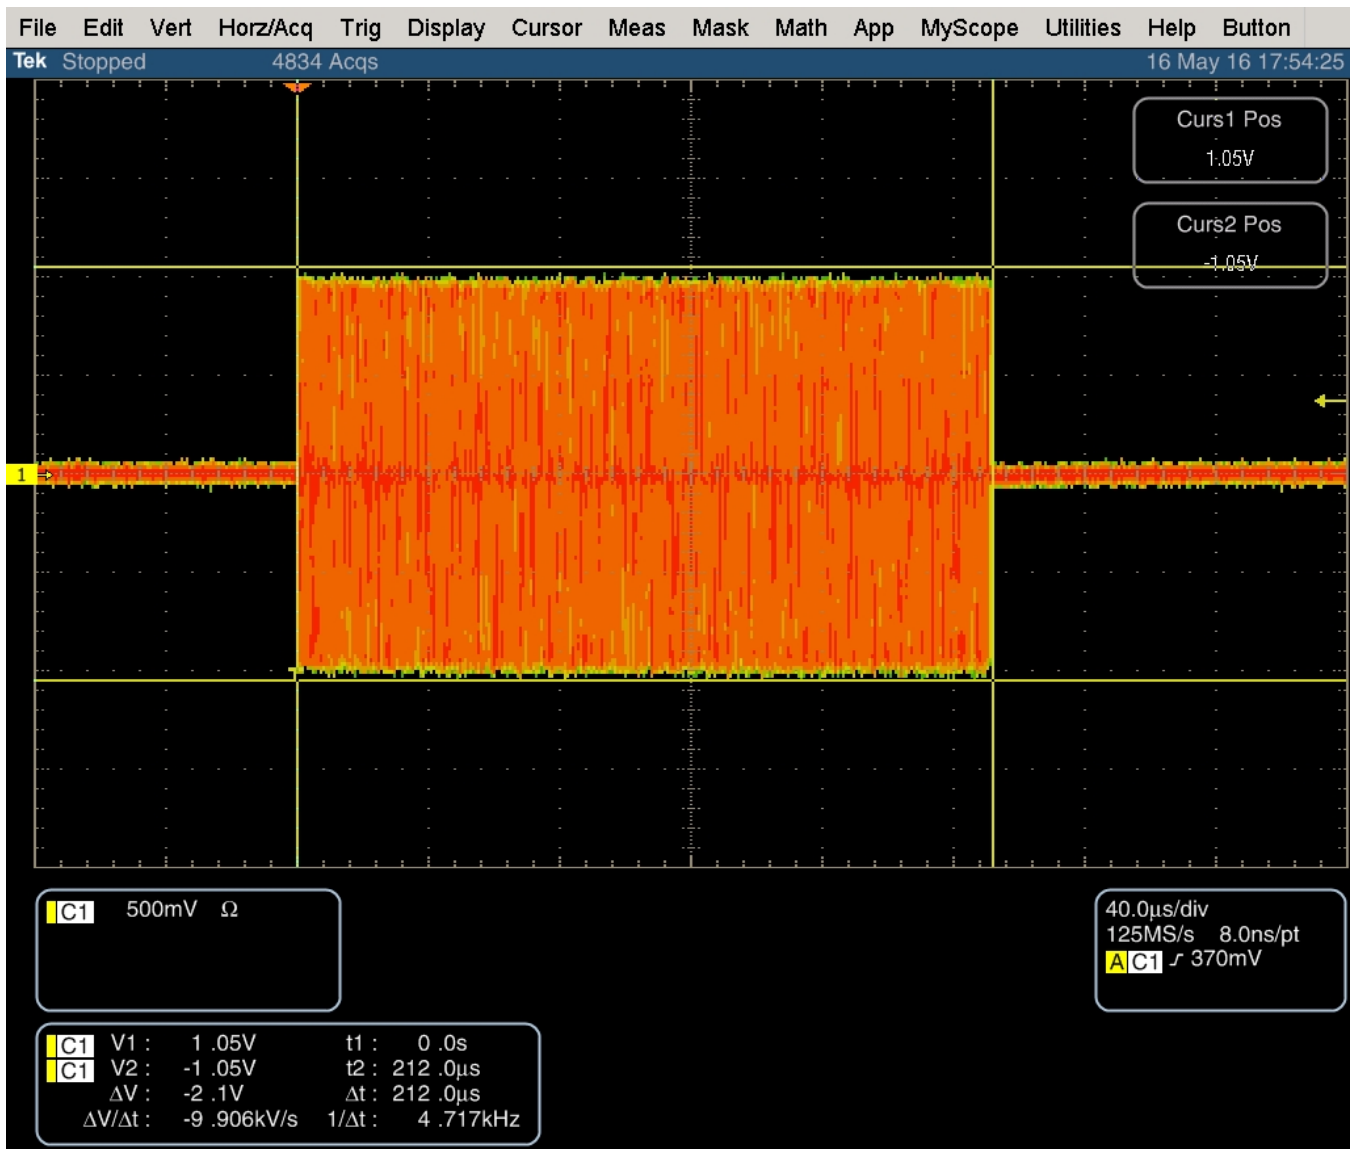 File Edit Vert Horz/Acq Trig Display Cursor Meas Mask Math App MyScope Utilities Help Button
Tek Stopped 4834 Acqs 16 May 16 17:54:25
Curs1 Pos
1.05V
Curs2 Pos
-1.05V
1
C1 500mV Ω
40.0µs/div
125MS/s 8.0ns/pt
A C1 ɼ 370mV
C1 V1 : 1 .05V t1 : 0 .0s
C1 V2 : -1 .05V t2 : 212 .0µs
ΔV : -2 .1V Δt : 212 .0µs
ΔV/Δt : -9 .906kV/s 1/Δt : 4 .717kHz